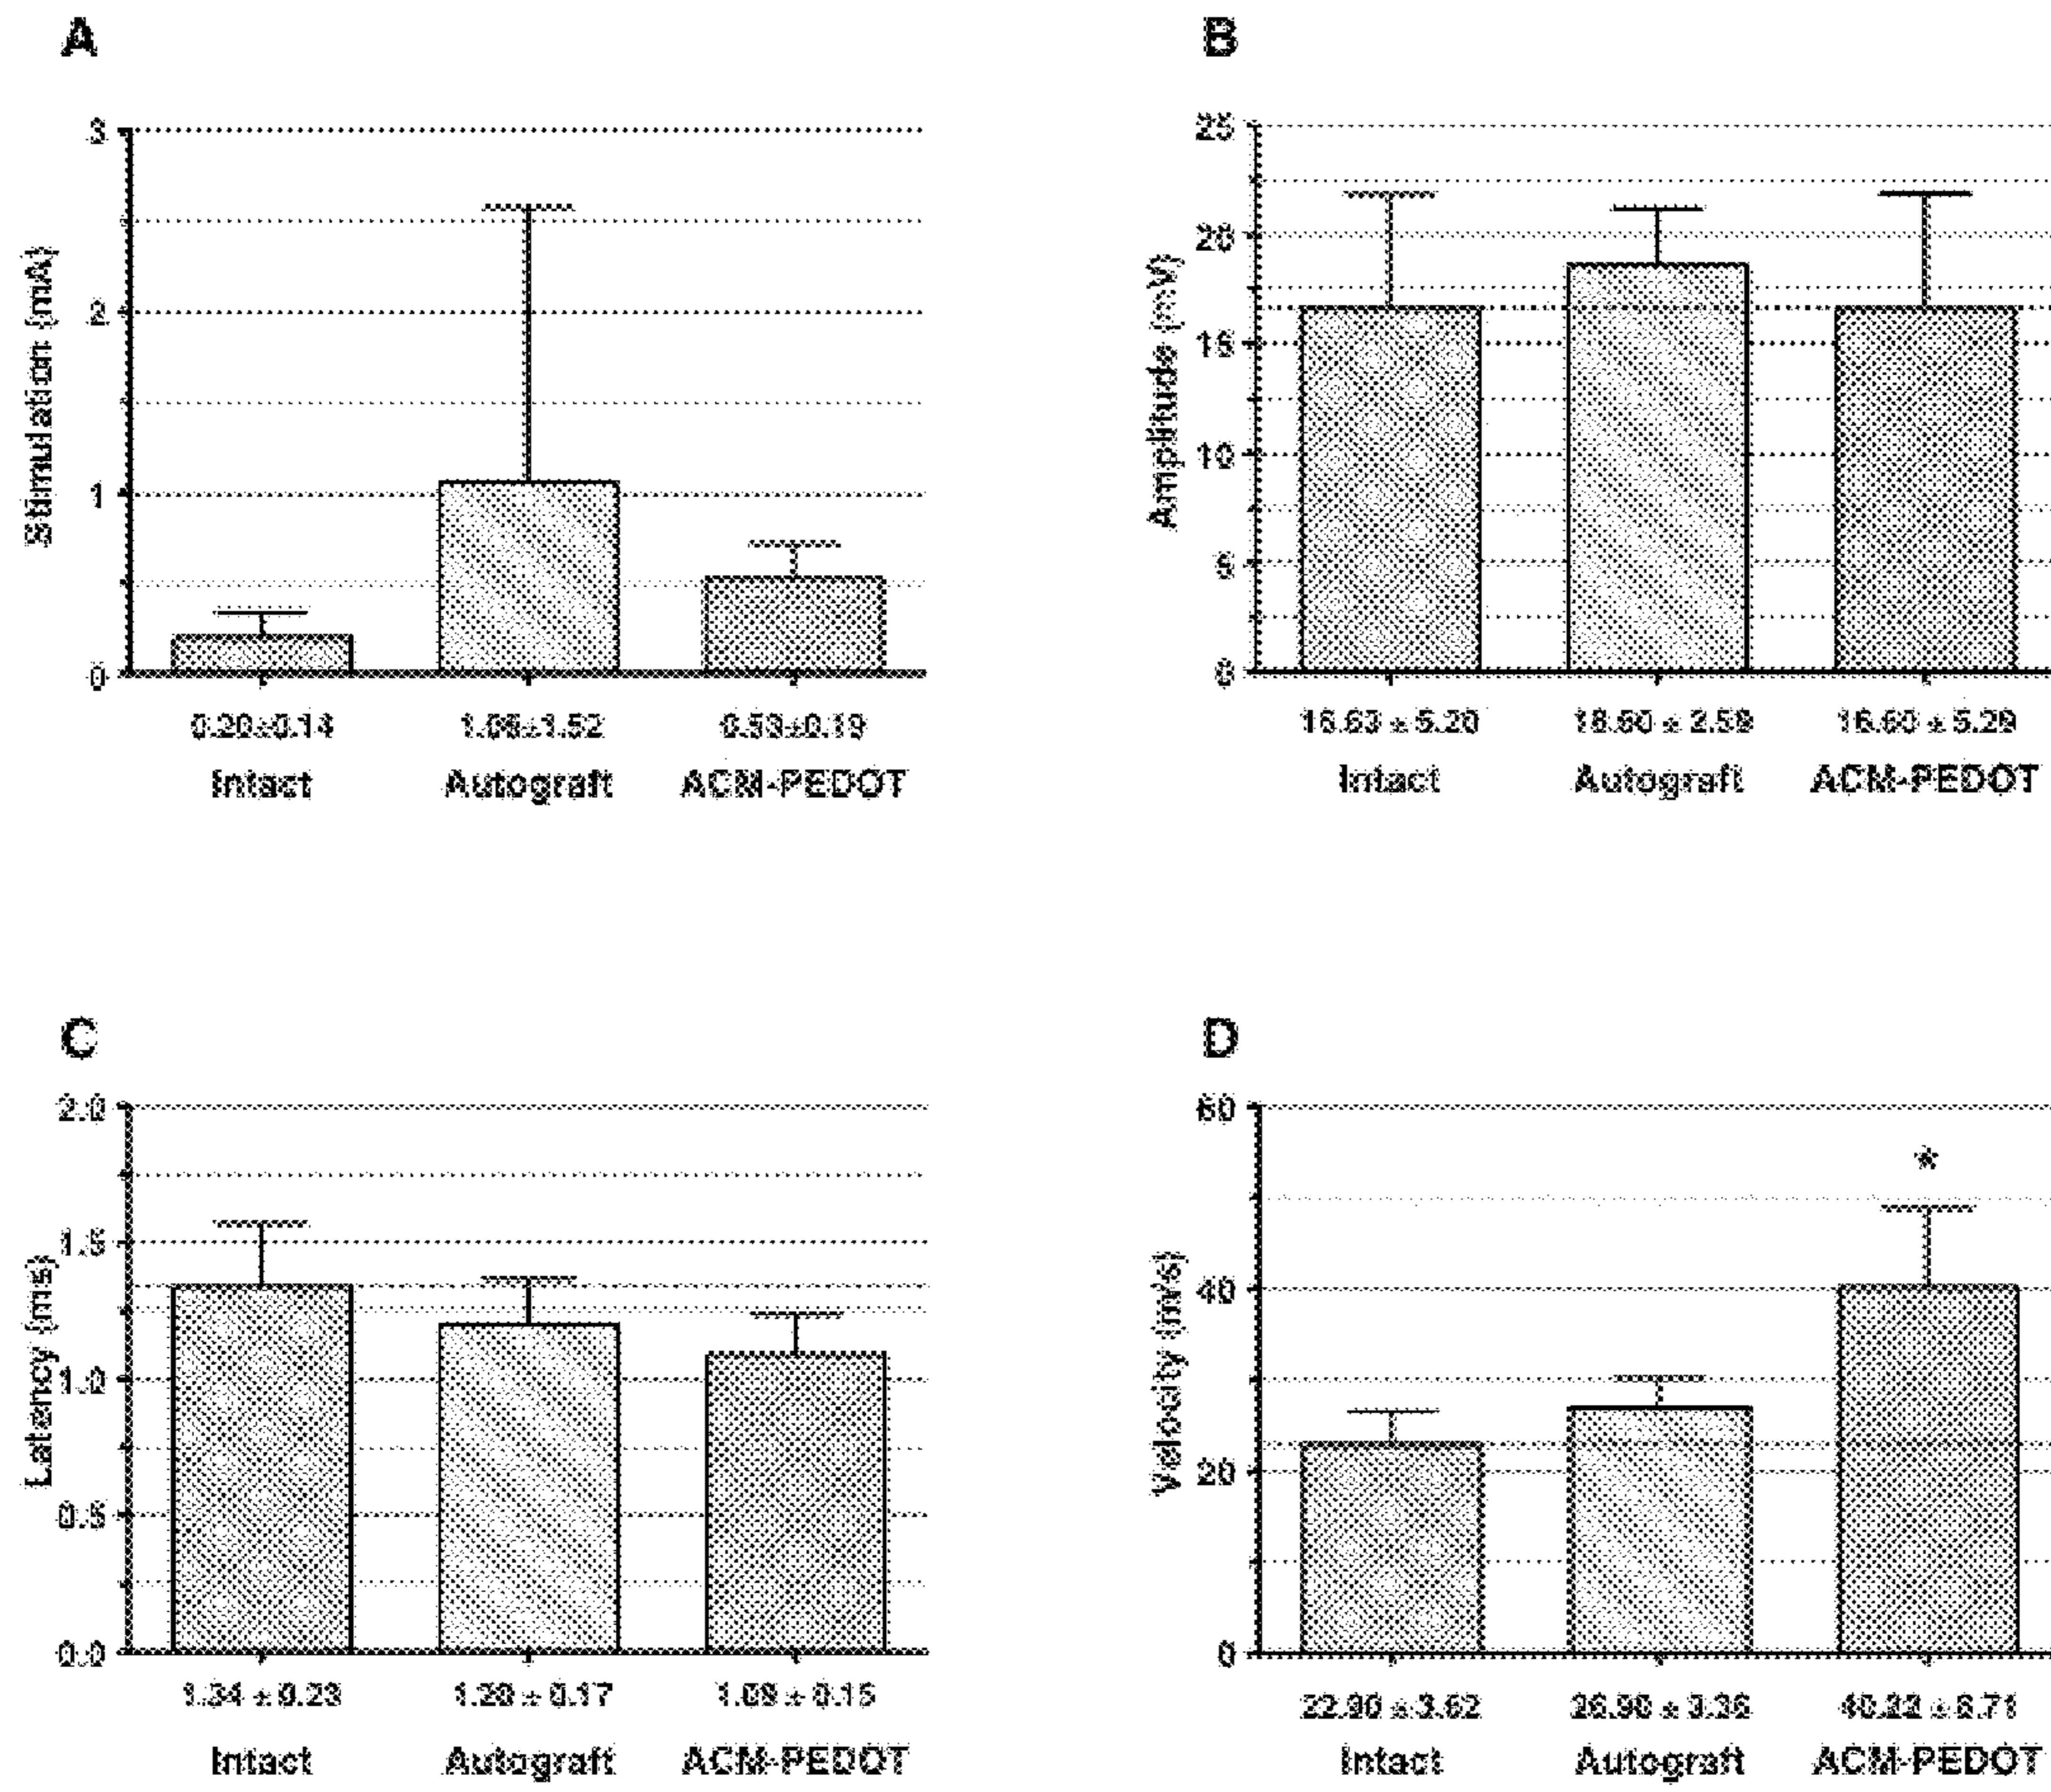 A
3
2
1
0
Stimulation (mA)
0.20±0.14 1.06±1.52 0.53±0.19
Intact Autograft ACM-PEDOT
B
25
20
15
10
5
0
Amplitude (mV)
16.63 ± 5.20 18.60 ± 2.59 16.60 ± 5.29
Intact Autograft ACM-PEDOT
C
2.0
1.5
1.0
0.5
0.0
Latency (ms)
1.34 ± 0.23 1.20 ± 0.17 1.09 ± 0.15
Intact Autograft ACM-PEDOT
D
60
40
20
0
Velocity (m/s)
*
22.90 ± 3.62 26.90 ± 3.36 ± 8.71
Intact Autograft ACM-PEDOT